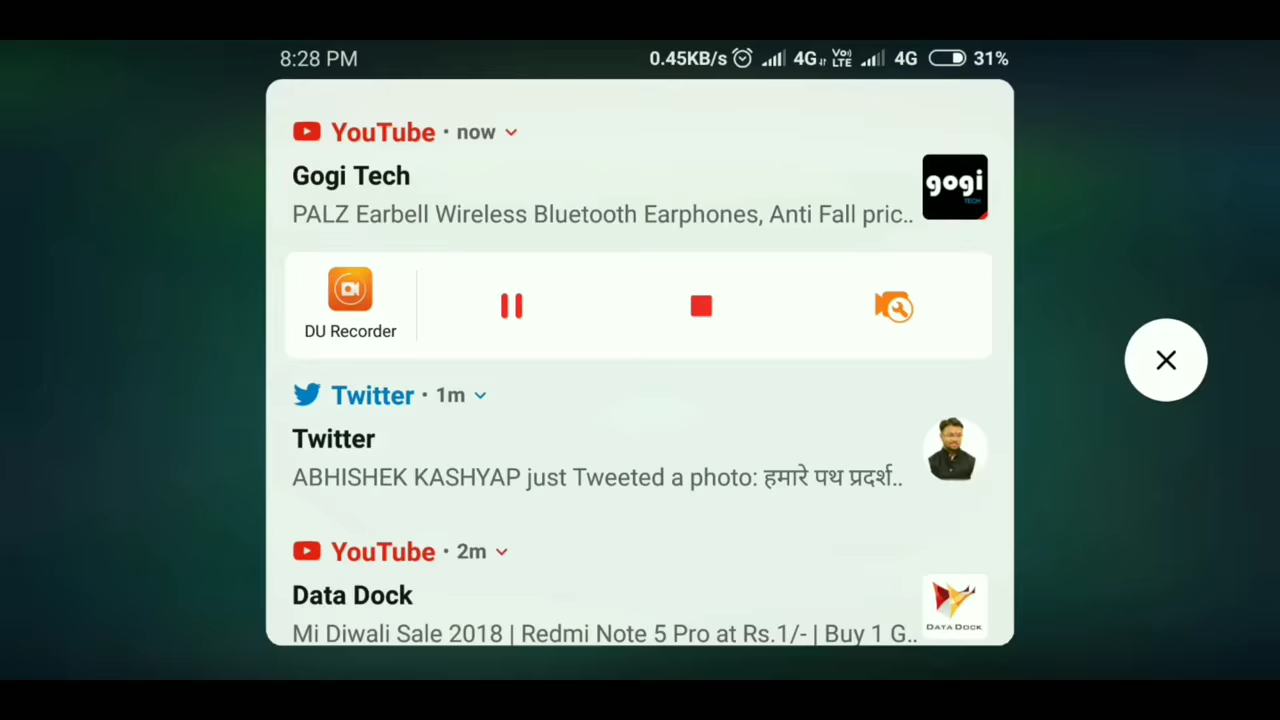 8:28 PM 0.45KB/s 4G Vo) LTE 4G 31%
YouTube · now
Gogi Tech
PALZ Earbell Wireless Bluetooth Earphones, Anti Fall pric..
gogi
TECH
DU Recorder
Twitter · 1m
Twitter
ABHISHEK KASHYAP just Tweeted a photo: हमारे पथ प्रदर्श..
YouTube · 2m
Data Dock
Mi Diwali Sale 2018 | Redmi Note 5 Pro at Rs.1/- | Buy 1 G..
DATA DOCK